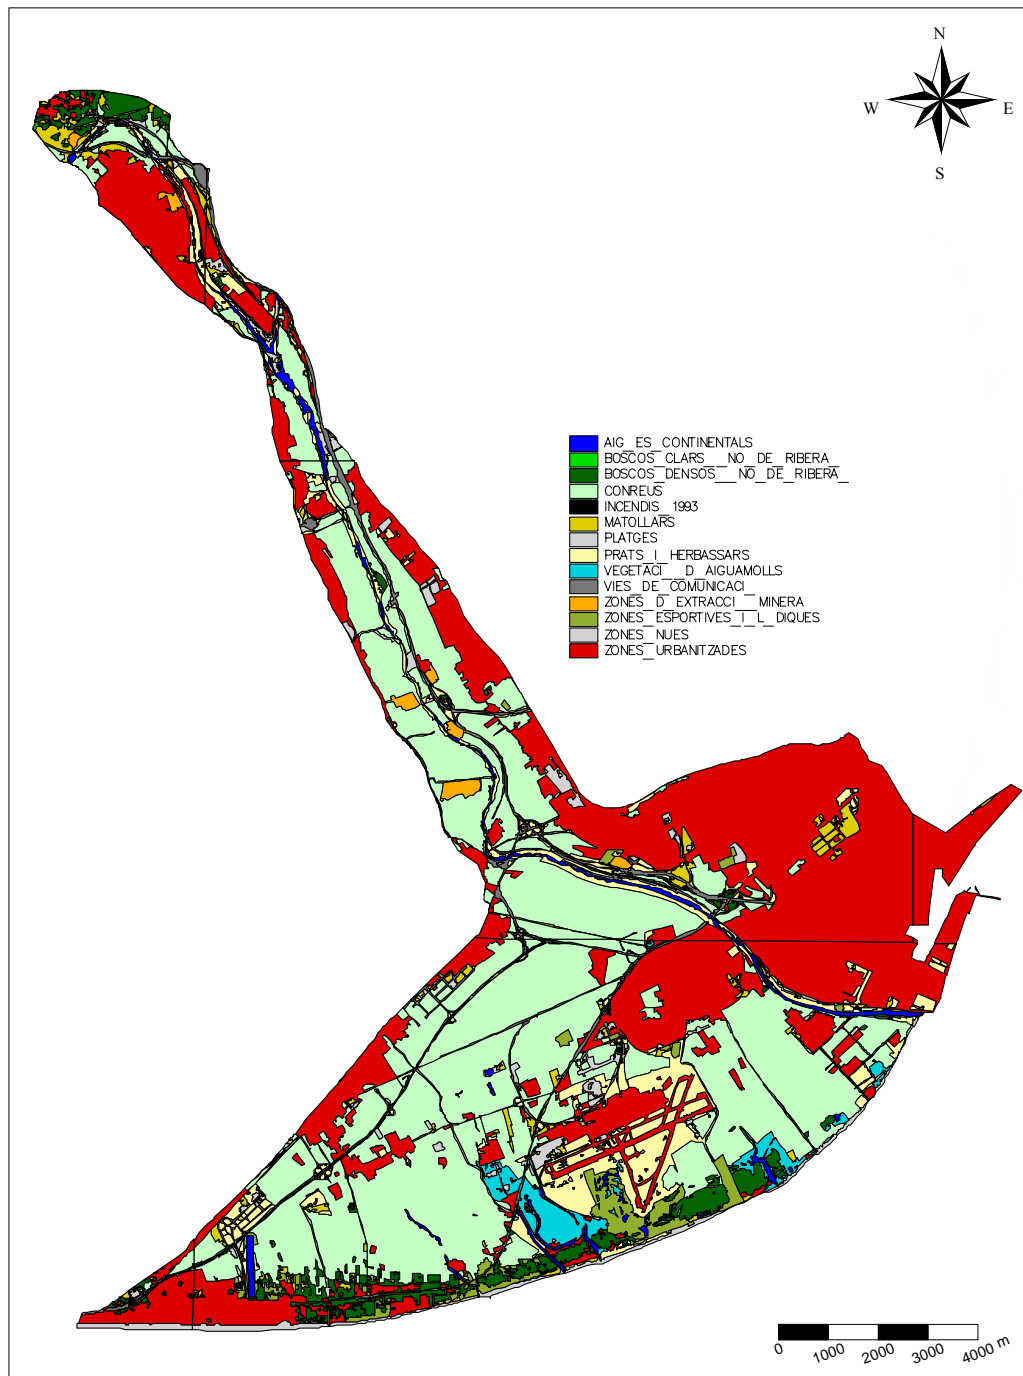 N
W E
S
AIG_ES_CONTINENTALS
BOSCOS_CLARS__NO_DE_RIBERA_
BOSCOS_DENSOS__NO_DE_RIBERA_
CONREUS
INCENDIS_1993
MATOLLARS
PLATGES
PRATS_I_HERBASSARS
VEGETACI__D_AIGUAMOLLS
VIES_DE_COMUNICACI_
ZONES_D_EXTRACCI__MINERA
ZONES_ESPORTIVES_I_L_DIQUES
ZONES_NUES
ZONES_URBANITZADES
0 1000 2000 3000 4000 m